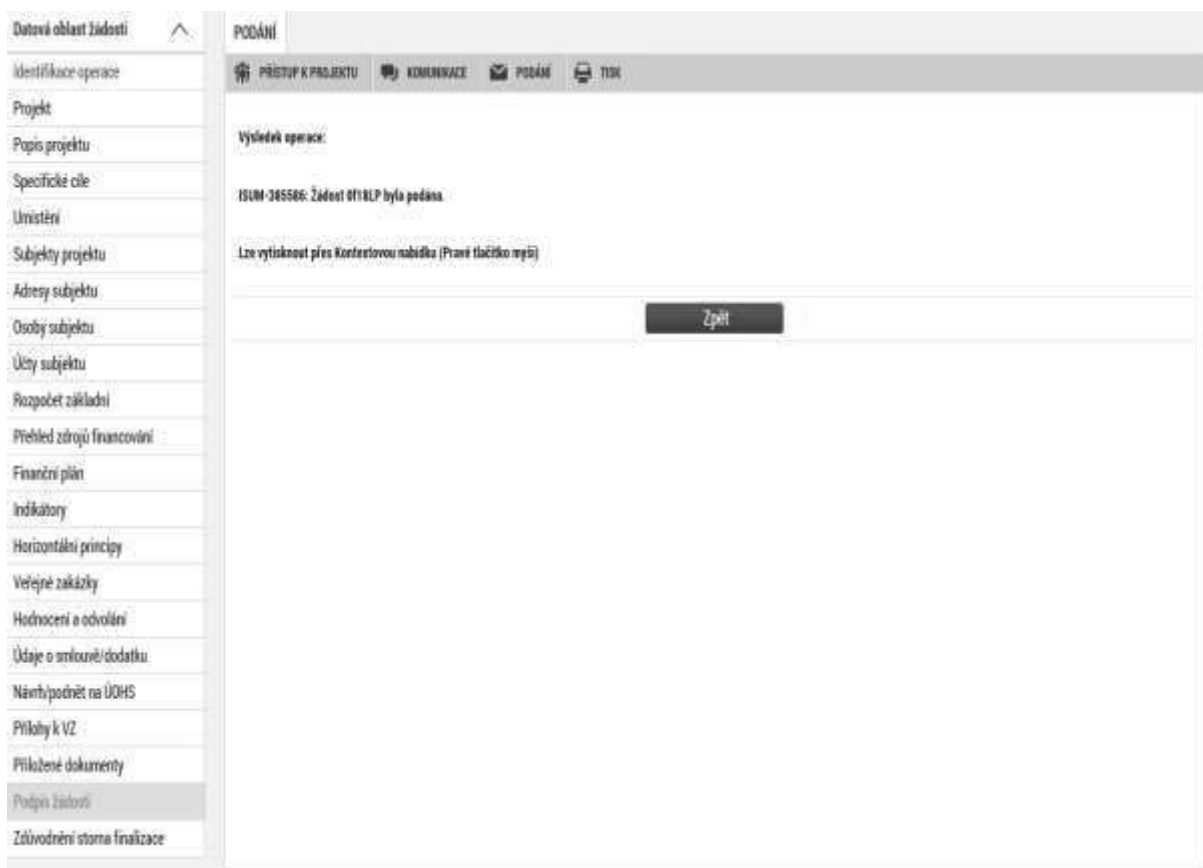 Datová oblast žádosti
Identifikace operace
Projekt
Popis projektu
Specifické cíle
Umístění
Subjekty projektu
Adresy subjektu
Osoby subjektu
Účty subjektu
Rozpočet základní
Přehled zdrojů financování
Finanční plán
Indikátory
Horizontální principy
Veřejné zakázky
Hodnocení a odvolání
Údaje o smlouvě/dodatku
Návrh/podnět na ÚOHS
Přílohy k VZ
Přiložené dokumenty
Podpis žádosti
Zdůvodnění storna finalizace
PODÁNÍ
PŘÍSTUP K PROJEKTU KOMUNIKACE PODÁNÍ TISK
Výsledek operace:
ISUM-385586: Žádost 0f18LP byla podána.
Lze vytisknout přes Kontextovou nabídku (Pravé tlačítko myši)
Zpět